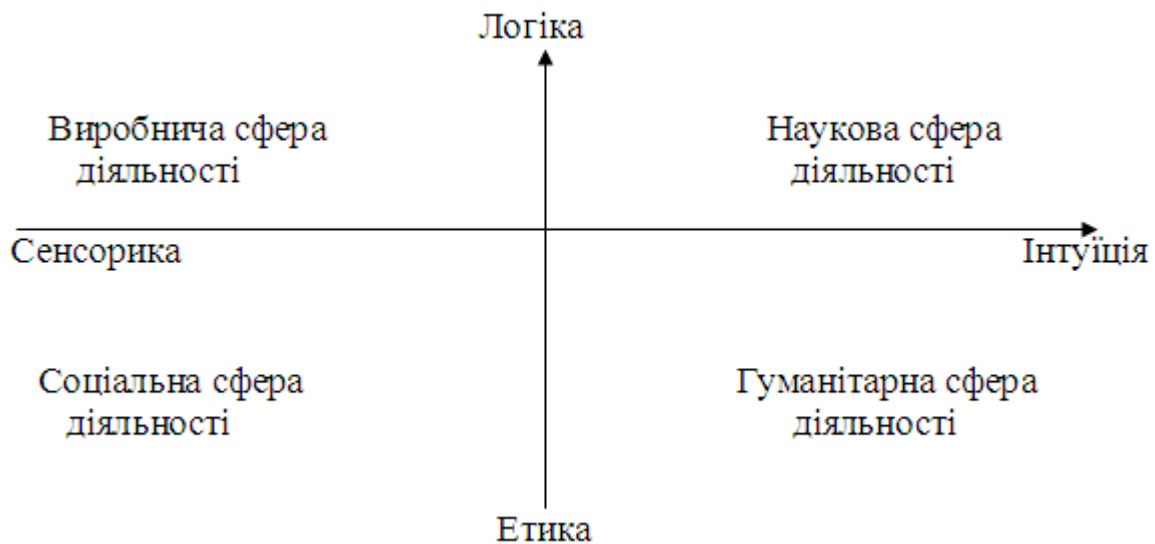 Логіка
Виробнича сфера
діяльності
Наукова сфера
діяльності
Сенсорика
Інтуїція
Соціальна сфера
діяльності
Гуманітарна сфера
діяльності
Етика